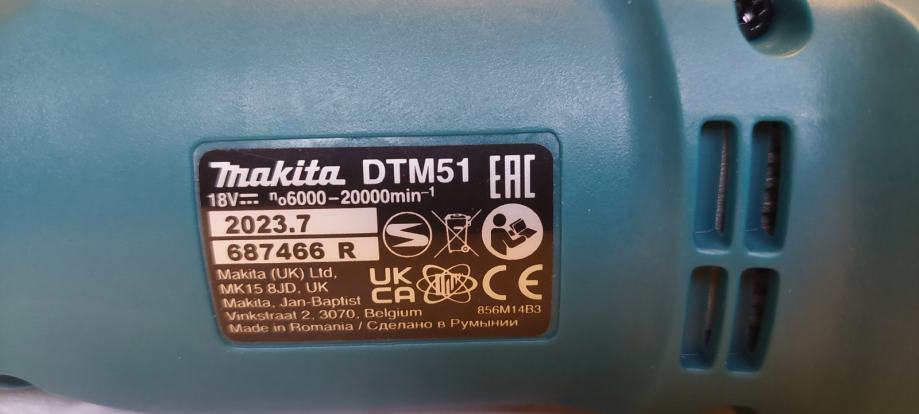 makita DTM51 EAC
18V⎓ n₀6000-20000min⁻¹
2023.7
687466 R
Makita (UK) Ltd,
MK15 8JD, UK
UK CA
CE
Makita, Jan-Baptist
Vinkstraat 2, 3070, Belgium
856M14B3
Made in Romania / Сделано в Румынии